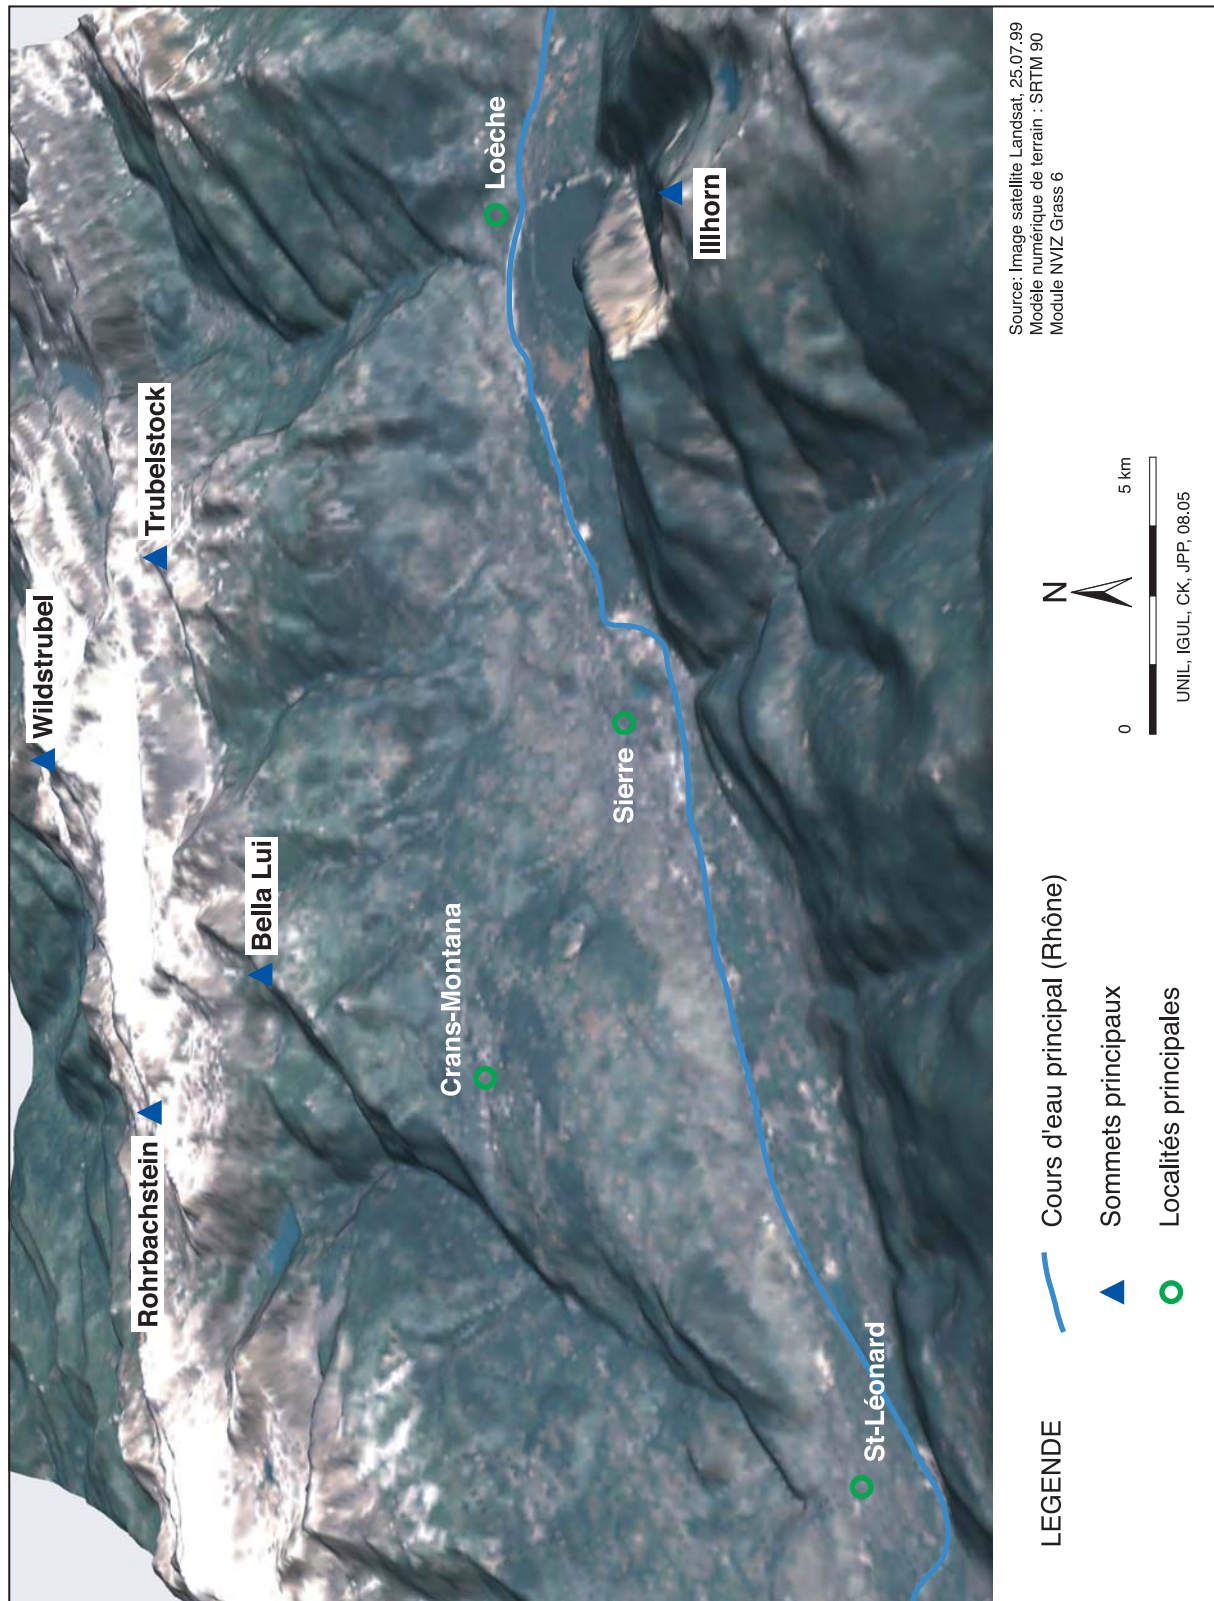 Wildstrubel
Rohrbachstein
Trubelstock
Bella Lui
Crans-Montana
Loèche
Sierre
Illhorn
St-Léonard
LEGENDE
Cours d'eau principal (Rhône)
Sommets principaux
Localités principales
N
0
5 km
UNIL, IGUL, CK, JPP, 08.05
Source: Image satellite Landsat, 25.07.99
Modèle numérique de terrain : SRTM 90
Module NVIZ Grass 6